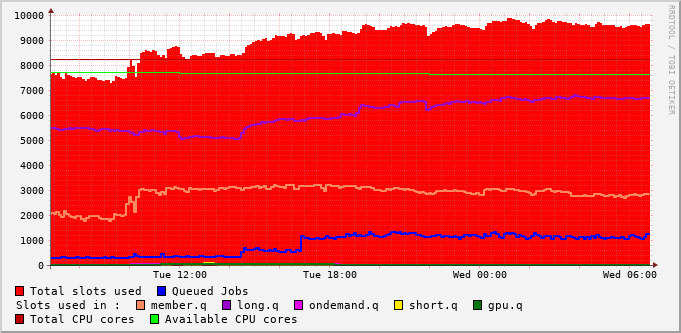 10000
9000
8000
7000
6000
5000
4000
3000
2000
1000
0
Tue 12:00 Tue 18:00 Wed 00:00 Wed 06:00
Total slots used Queued Jobs
Slots used in : member.q long.q ondemand.q short.q gpu.q
Total CPU cores Available CPU cores
RRDTOOL / TOBI OETIKER